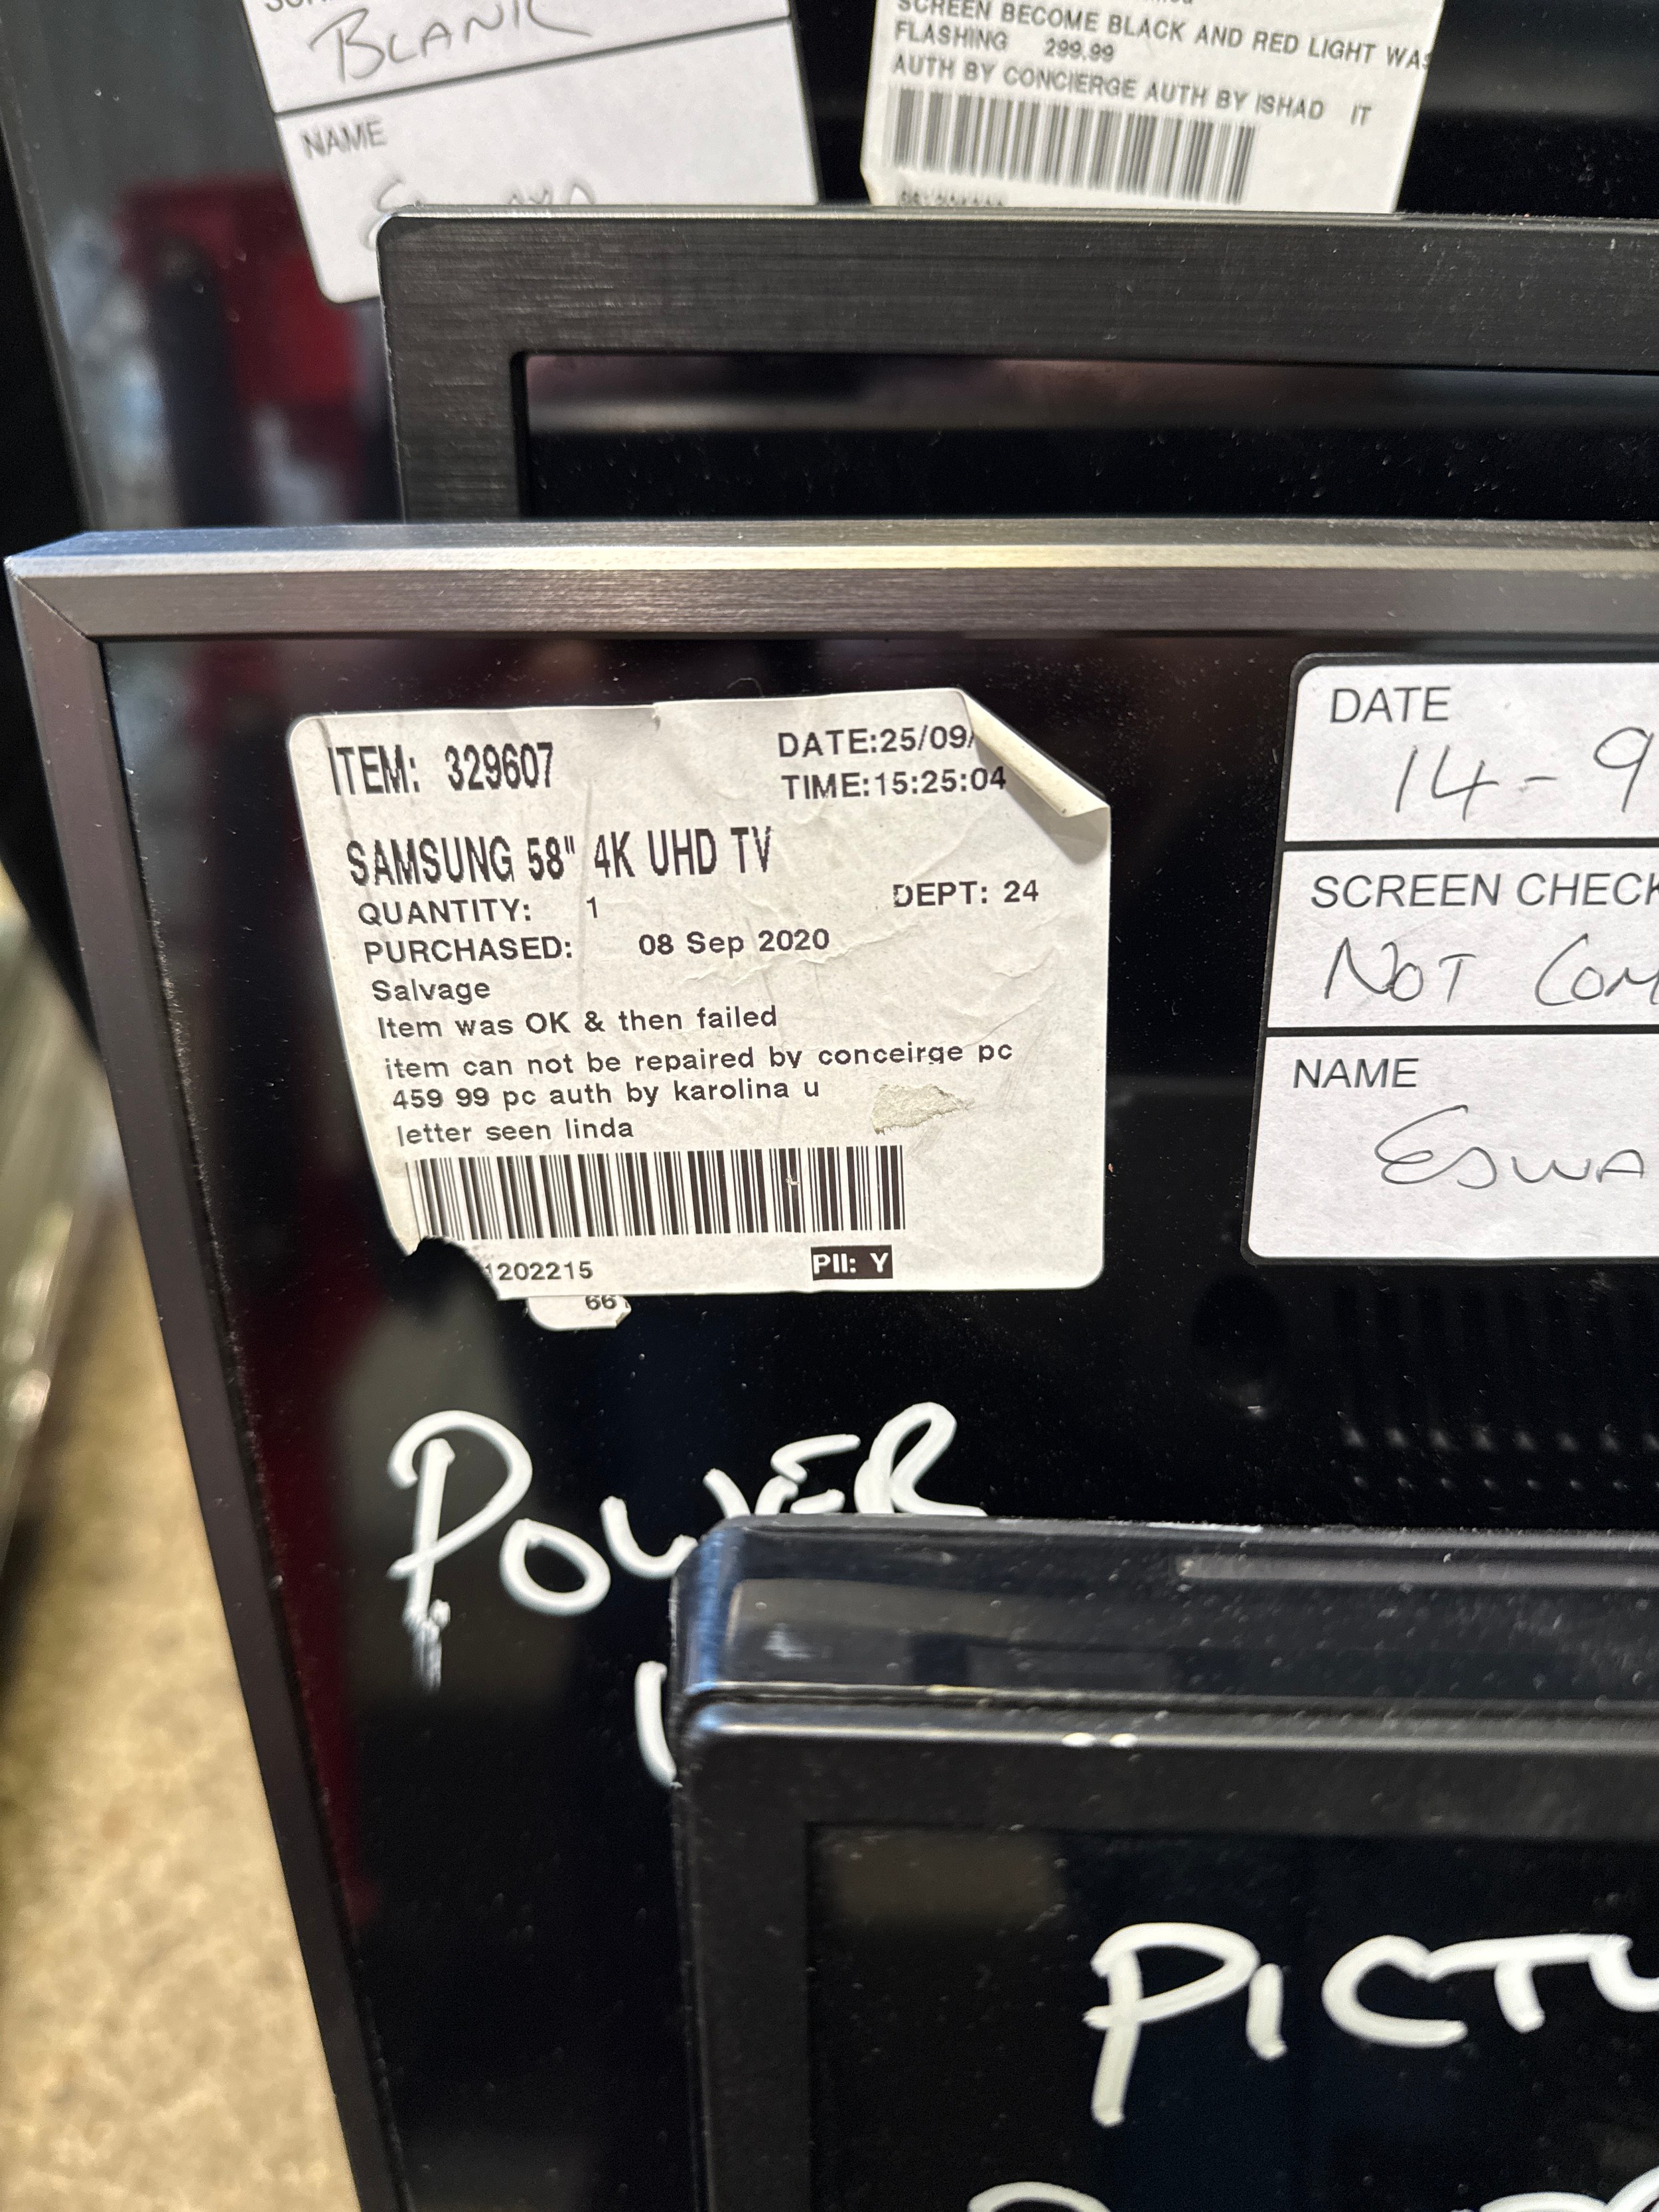 BLANK
NAME
SCREEN BECOME BLACK AND RED LIGHT WAS
FLASHING 299.99
AUTH BY CONCIERGE AUTH BY ISHAD IT
ITEM: 329607
DATE:25/09/
TIME:15:25:04
SAMSUNG 58" 4K UHD TV
QUANTITY: 1
DEPT: 24
PURCHASED: 08 Sep 2020
Salvage
Item was OK & then failed
item can not be repaired by conceirge pc
459 99 pc auth by karolina u
letter seen linda
1202215
PII: Y
66
DATE
14-9
SCREEN CHECK
NOT COM
NAME
POWER
PICTU